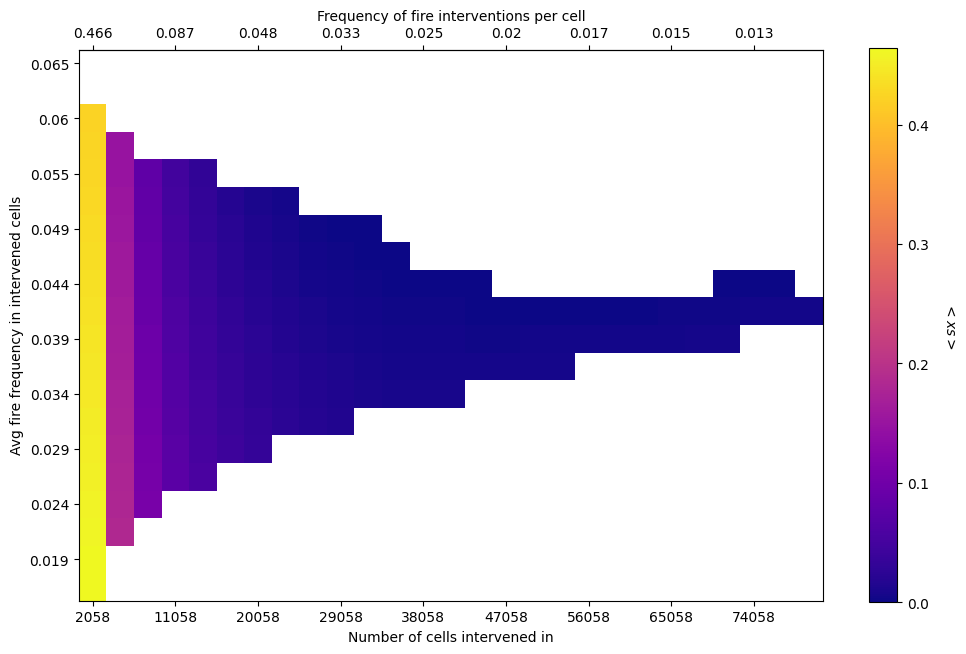 Frequency of fire interventions per cell
0.466 0.087 0.048 0.033 0.025 0.02 0.017 0.015 0.013
0.065
0.06
0.055
0.049
0.044
0.039
0.034
0.029
0.024
0.019
Avg fire frequency in intervened cells
2058 11058 20058 29058 38058 47058 56058 65058 74058
Number of cells intervened in
0.4
0.3
0.2
0.1
0.0
< sx >